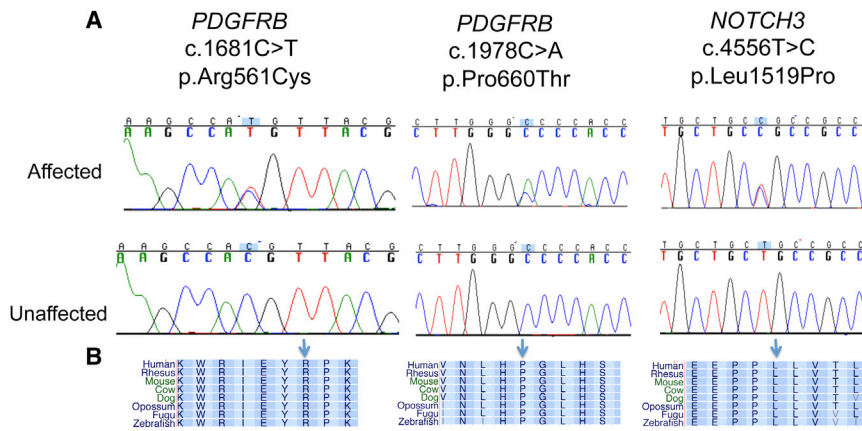 A
PDGFRB
c.1681C>T
p.Arg561Cys
PDGFRB
c.1978C>A
p.Pro660Thr
NOTCH3
c.4556T>C
p.Leu1519Pro
Affected
A A G C C A T G T T A C G
A A G C C A T G T T A C G
C T T G G G C C C C A C C
C T T G G G C C C C A C C
T G C T G C C G C C G C C
T G C T G C C G C C G C C
Unaffected
A A G C C A C G T T A C G
A A G C C A C G T T A C G
C T T G G G C C C C A C C
C T T G G G C C C C A C C
T G C T G C T G C C G C C
T G C T G C T G C C G C C
B
Human K W R I E Y R P K
Rhesus K W R I E Y R P K
Mouse K W R I E Y R P K
Cow K W R I E Y R P K
Dog K W R I E Y R P K
Opossum K W R I E Y R P K
Fugu K W R I E Y R P K
Zebrafish K W R I E Y R P K
Human V N L H P G L H S
Rhesus V N L H P G L H S
Mouse V N L H P G L H S
Cow V N L H P G L H S
Dog V N L H P G L H S
Opossum N L H P G L H S
Fugu N L H P G L H S
Zebrafish N I H P G L H S
Human E E P P L L V T L
Rhesus E E P P L L V T L
Mouse E E P P L L V T
Cow E E P P L L V T
Dog E E P P L L V T V
Opossum E E P P L L V T
Fugu E E P P L L V
Zebrafish E E P P L L V T